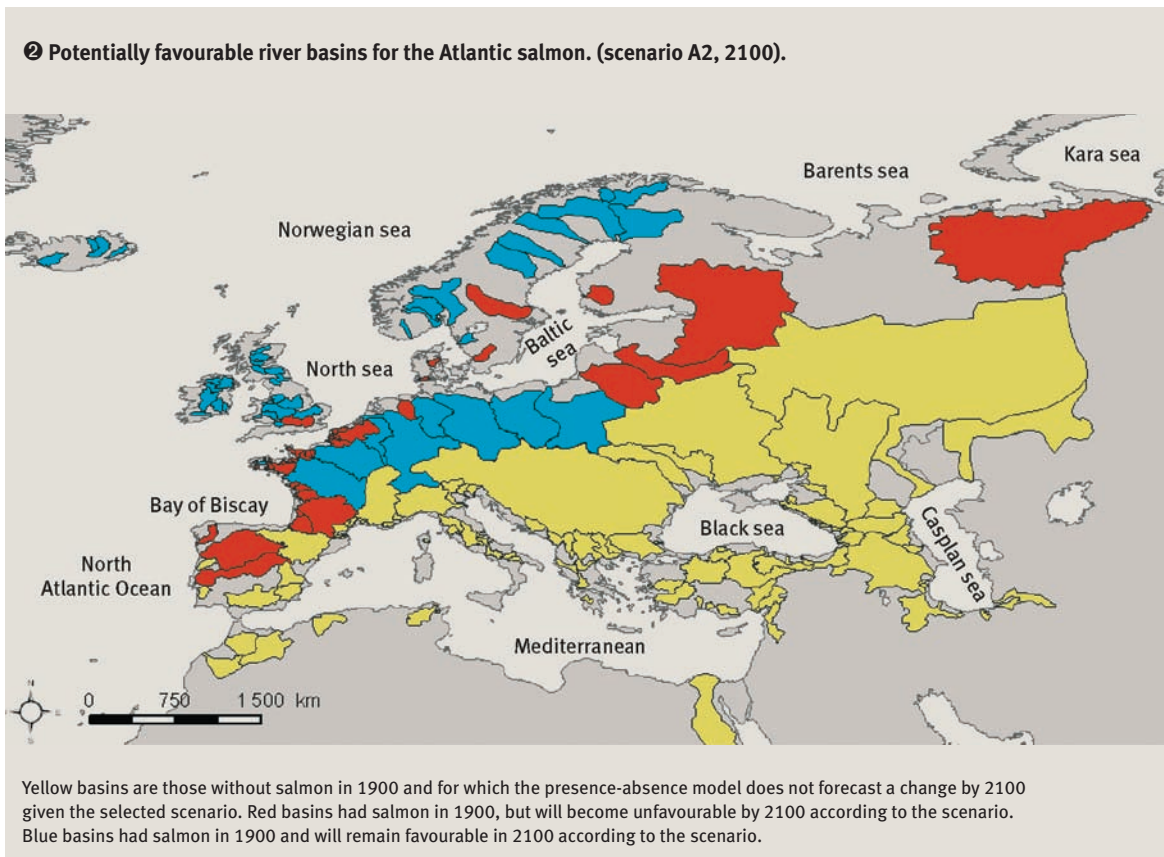 ❷ Potentially favourable river basins for the Atlantic salmon. (scenario A2, 2100).
Kara sea
Barents sea
Norwegian sea
Baltic
sea
North sea
Bay of Biscay
Black sea
Casplan sea
North
Atlantic Ocean
Mediterranean
N
E
S
0 750 1 500 km
Yellow basins are those without salmon in 1900 and for which the presence-absence model does not forecast a change by 2100
given the selected scenario. Red basins had salmon in 1900, but will become unfavourable by 2100 according to the scenario.
Blue basins had salmon in 1900 and will remain favourable in 2100 according to the scenario.